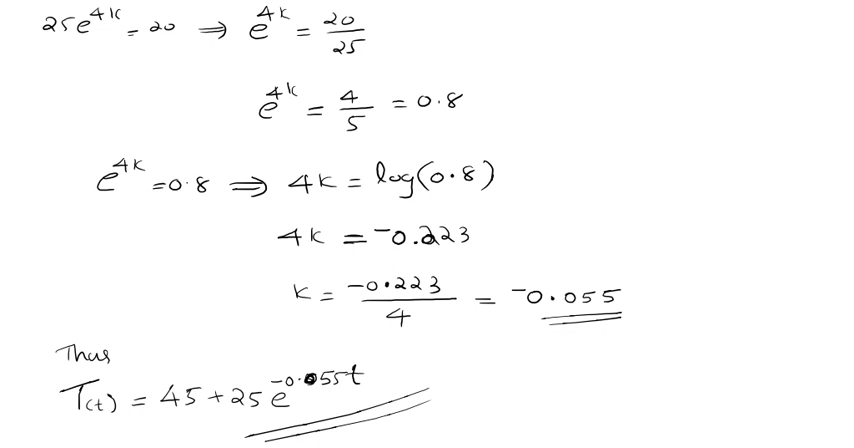 25e^{4k} = 20 ⇒ e^{4k} = 20/25
e^{4k} = 4/5 = 0.8
e^{4k} = 0.8 ⇒ 4k = log(0.8)
4k = -0.223
k = -0.223/4 = -0.055
Thus
T(t) = 45 + 25 e^{-0.055t}